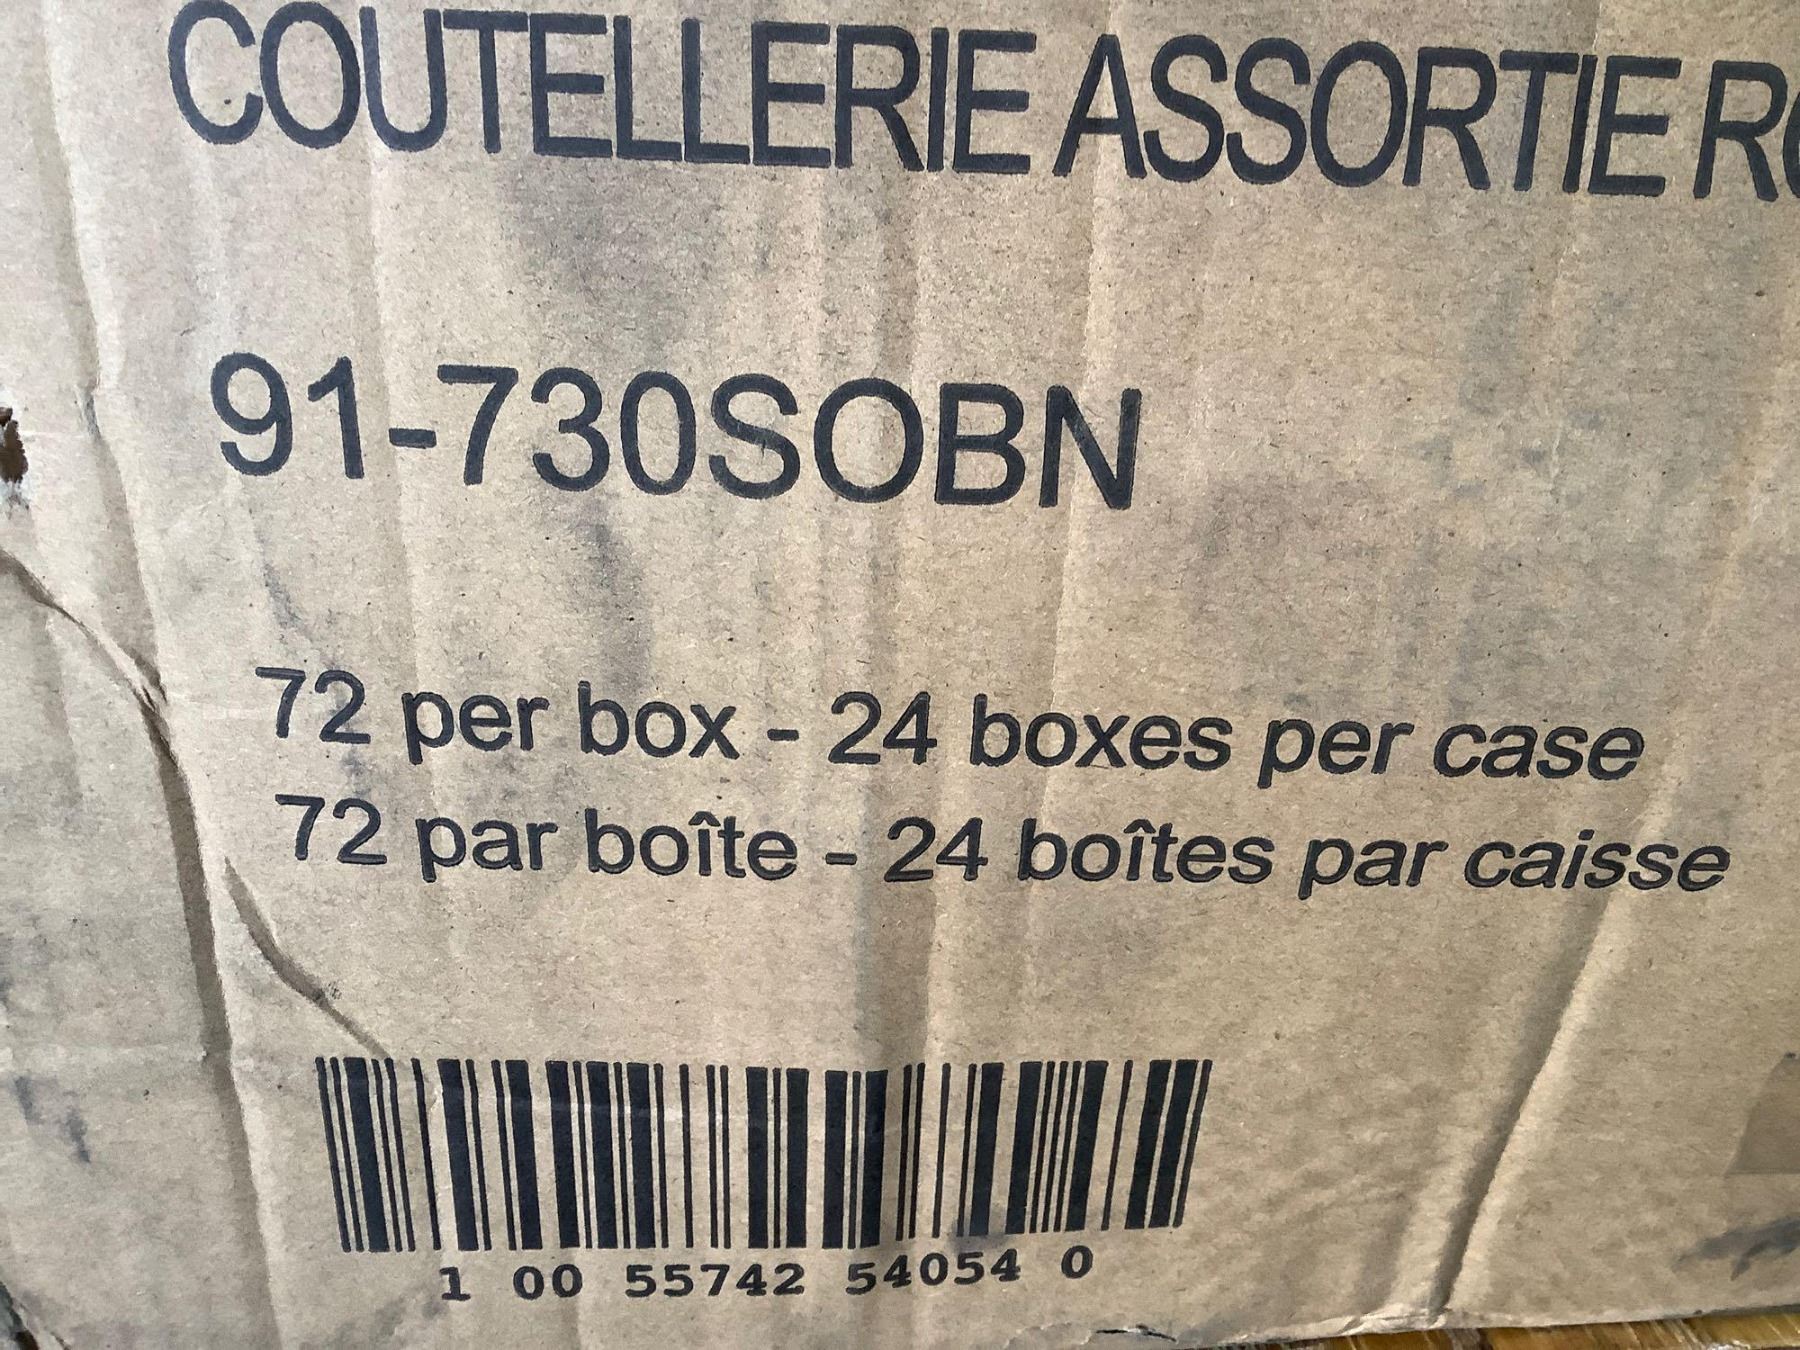 COUTELLERIE ASSORTIE
91-730SOBN
72 per box - 24 boxes per case
72 par boîte - 24 boîtes par caisse
1 00 55742 54054 0